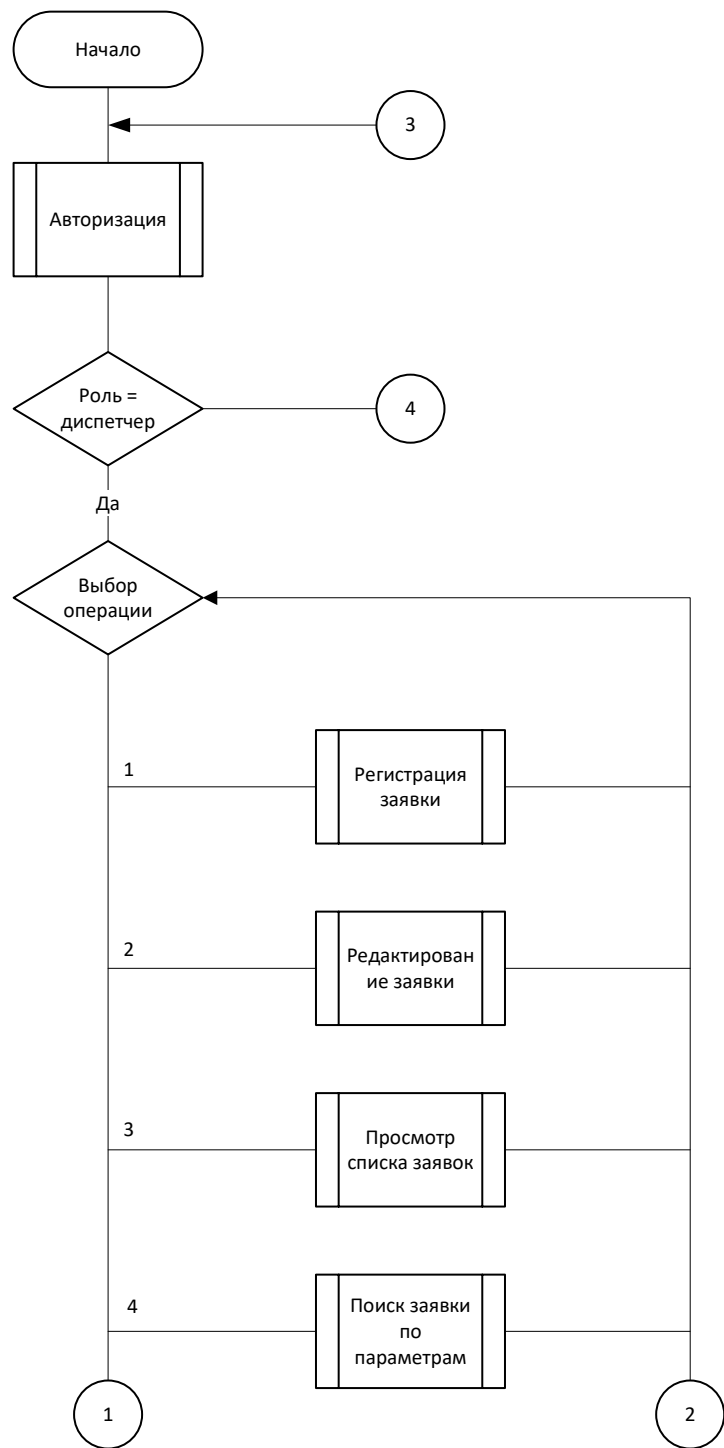 Начало
3
Авторизация
Роль =
диспетчер
4
Да
Выбор
операции
1
Регистрация
заявки
2
Редактирован
ие заявки
3
Просмотр
списка заявок
4
Поиск заявки
по
параметрам
1
2